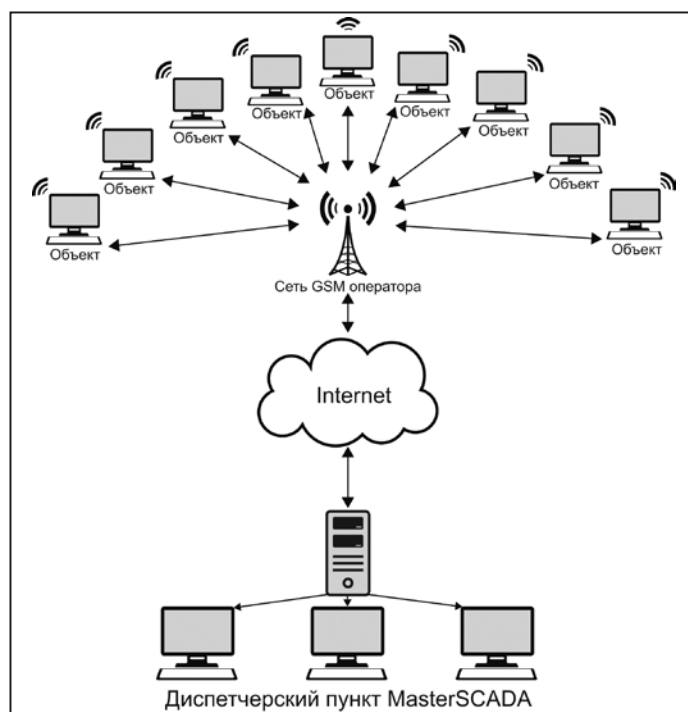 Объект
Объект
Объект
Объект
Объект
Объект
Объект
Объект
Объект
Сеть GSM оператора
Internet
Диспетчерский пункт MasterSCADA